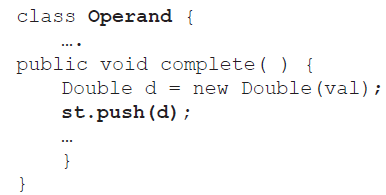 class Operand {
….
public void complete( ) {
Double d = new Double(val);
st.push(d);
…
}
}